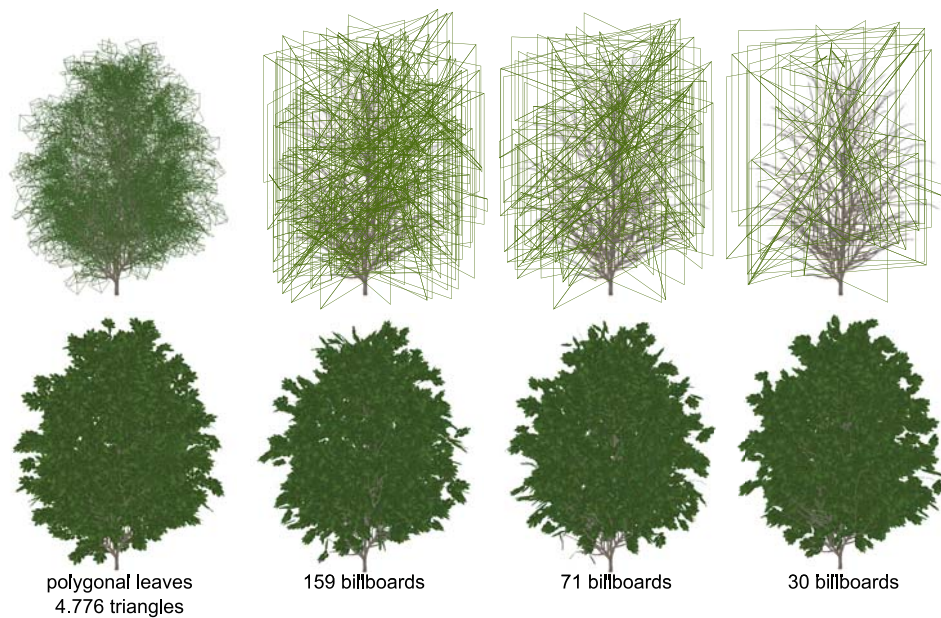 polygonal leaves
4.776 triangles
159 billboards
71 billboards
30 billboards